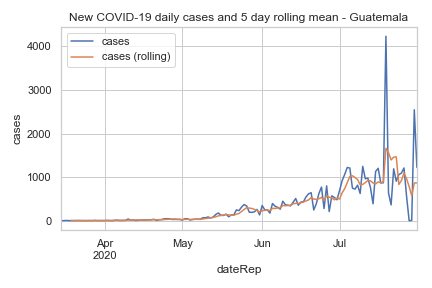 New COVID-19 daily cases and 5 day rolling mean - Guatemala
cases
cases (rolling)
4000
3000
2000
1000
0
cases
Apr
2020
May
Jun
Jul
dateRep